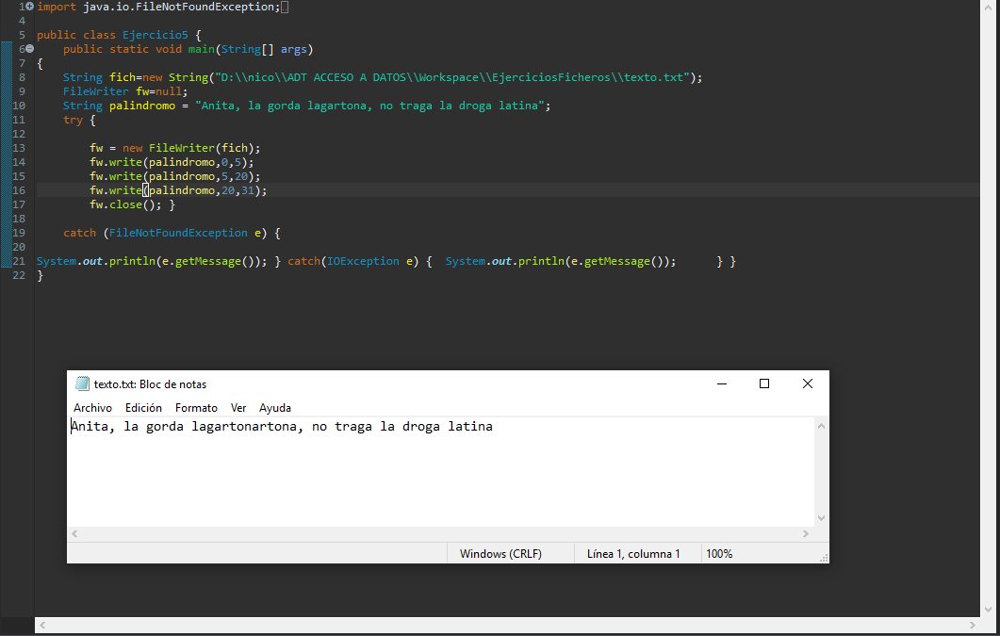 1 import java.io.FileNotFoundException;
4
5 public class Ejercicio5 {
6 public static void main(String[] args)
7 {
8 String fich=new String("D:\\nico\\ADT ACCESO A DATOS\\Workspace\\EjerciciosFicheros\\texto.txt");
9 FileWriter fw=null;
10 String palindromo = "Anita, la gorda lagartona, no traga la droga latina";
11 try {
12
13 fw = new FileWriter(fich);
14 fw.write(palindromo,0,5);
15 fw.write(palindromo,5,20);
16 fw.write(palindromo,20,31);
17 fw.close(); }
18
19 catch (FileNotFoundException e) {
20
21 System.out.println(e.getMessage()); } catch(IOException e) { System.out.println(e.getMessage()); } }
22 }
texto.txt: Bloc de notas
Archivo Edición Formato Ver Ayuda
Anita, la gorda lagartonartona, no traga la droga latina
Windows (CRLF) Línea 1, columna 1 100%